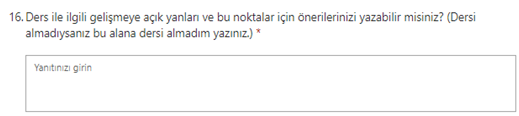 16. Ders ile ilgili gelişmeye açık yanları ve bu noktalar için önerilerinizi yazabilir misiniz? (Dersi
almadıysanız bu alana dersi almadım yazınız.) *
Yanıtınızı girin